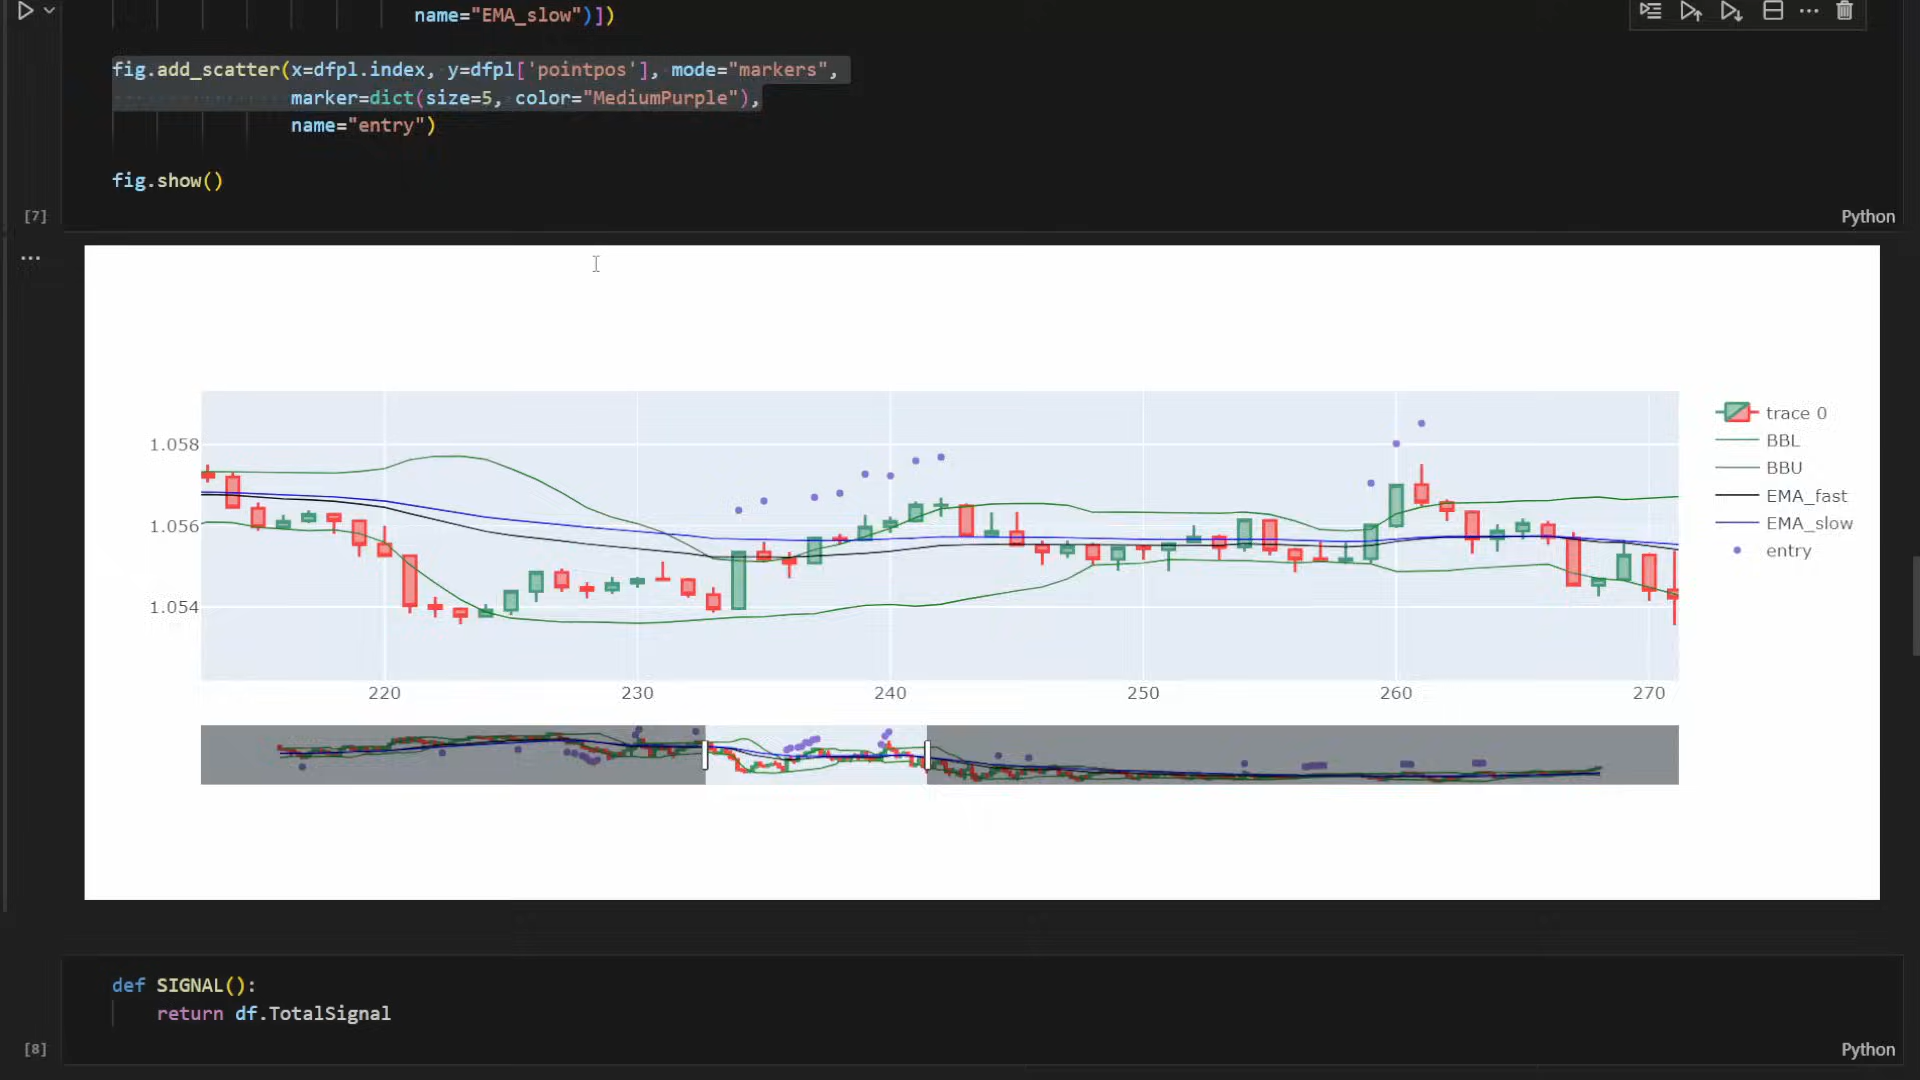 name="EMA_slow")])
fig.add_scatter(x=dfpl.index, y=dfpl['pointpos'], mode="markers",
marker=dict(size=5, color="MediumPurple"),
name="entry")
fig.show()
[7]
Python
1.058
1.056
1.054
220
230
240
250
260
270
trace 0
BBL
BBU
EMA_fast
EMA_slow
entry
def SIGNAL():
return df.TotalSignal
[8]
Python